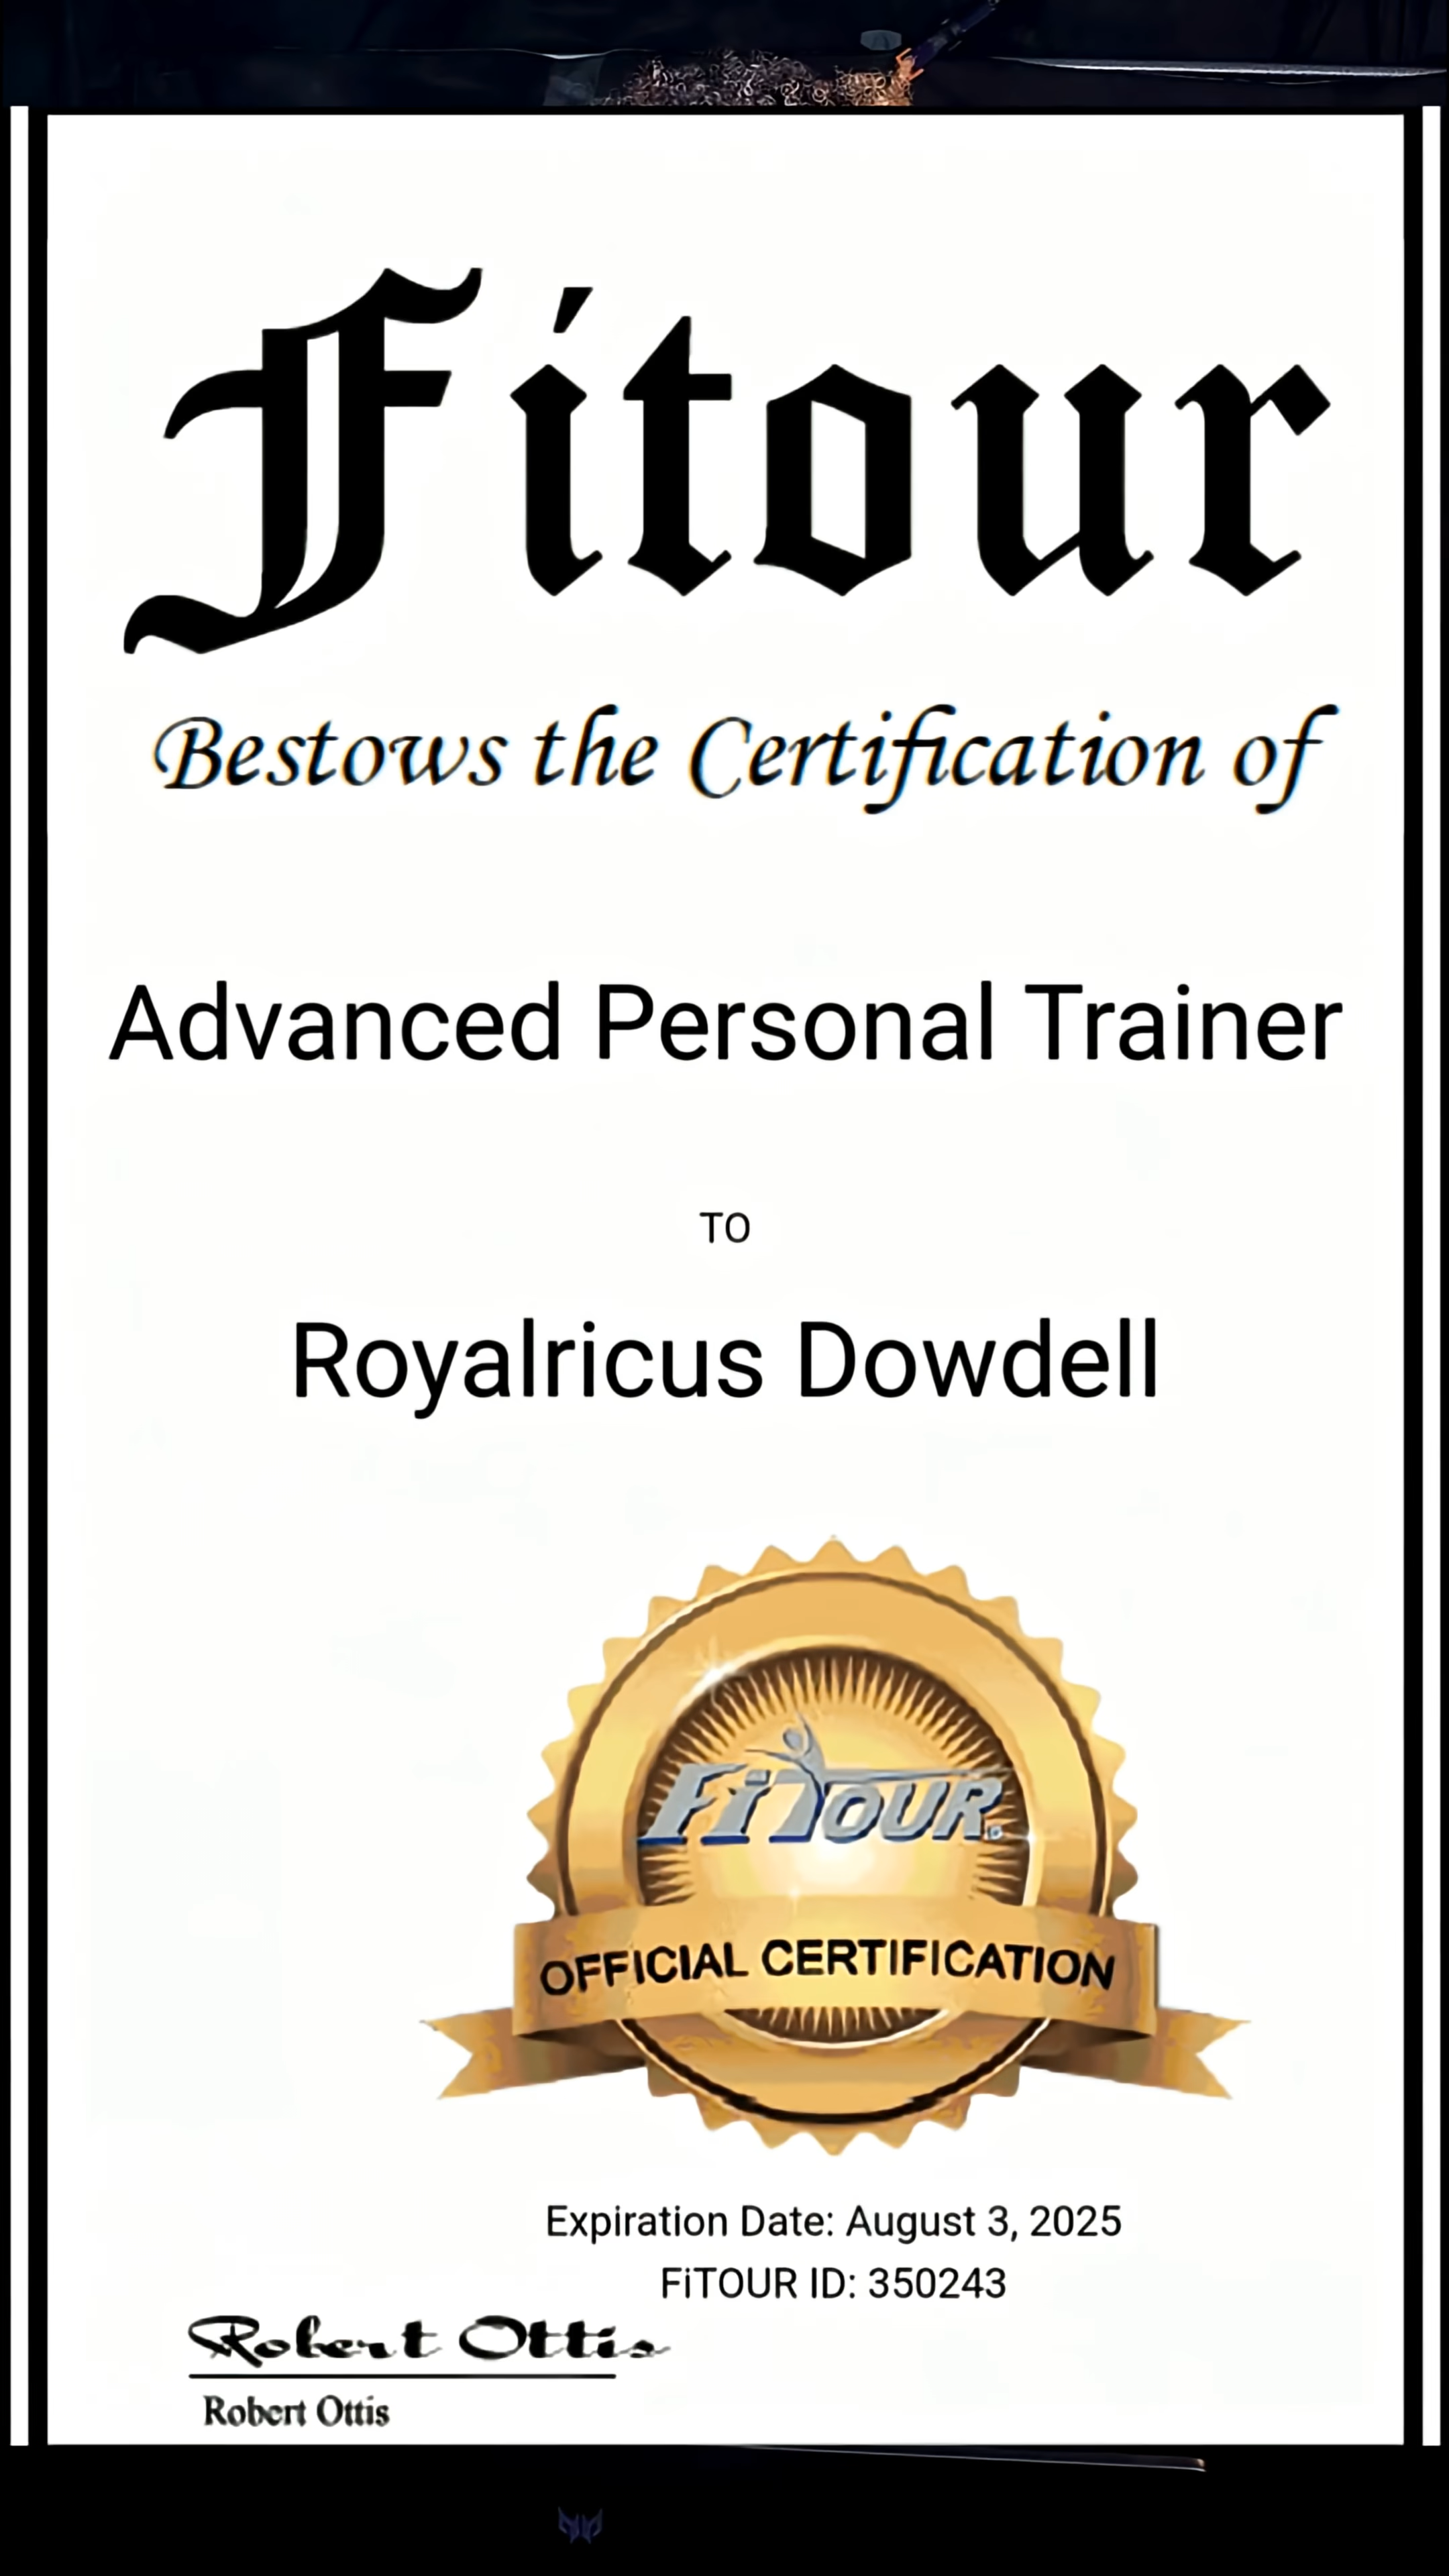 Fitour
Bestows the Certification of
Advanced Personal Trainer
TO
Royalricus Dowdell
FiTOUR®
OFFICIAL CERTIFICATION
Expiration Date: August 3, 2025
FiTOUR ID: 350243
Robert Ottis
Robert Ottis